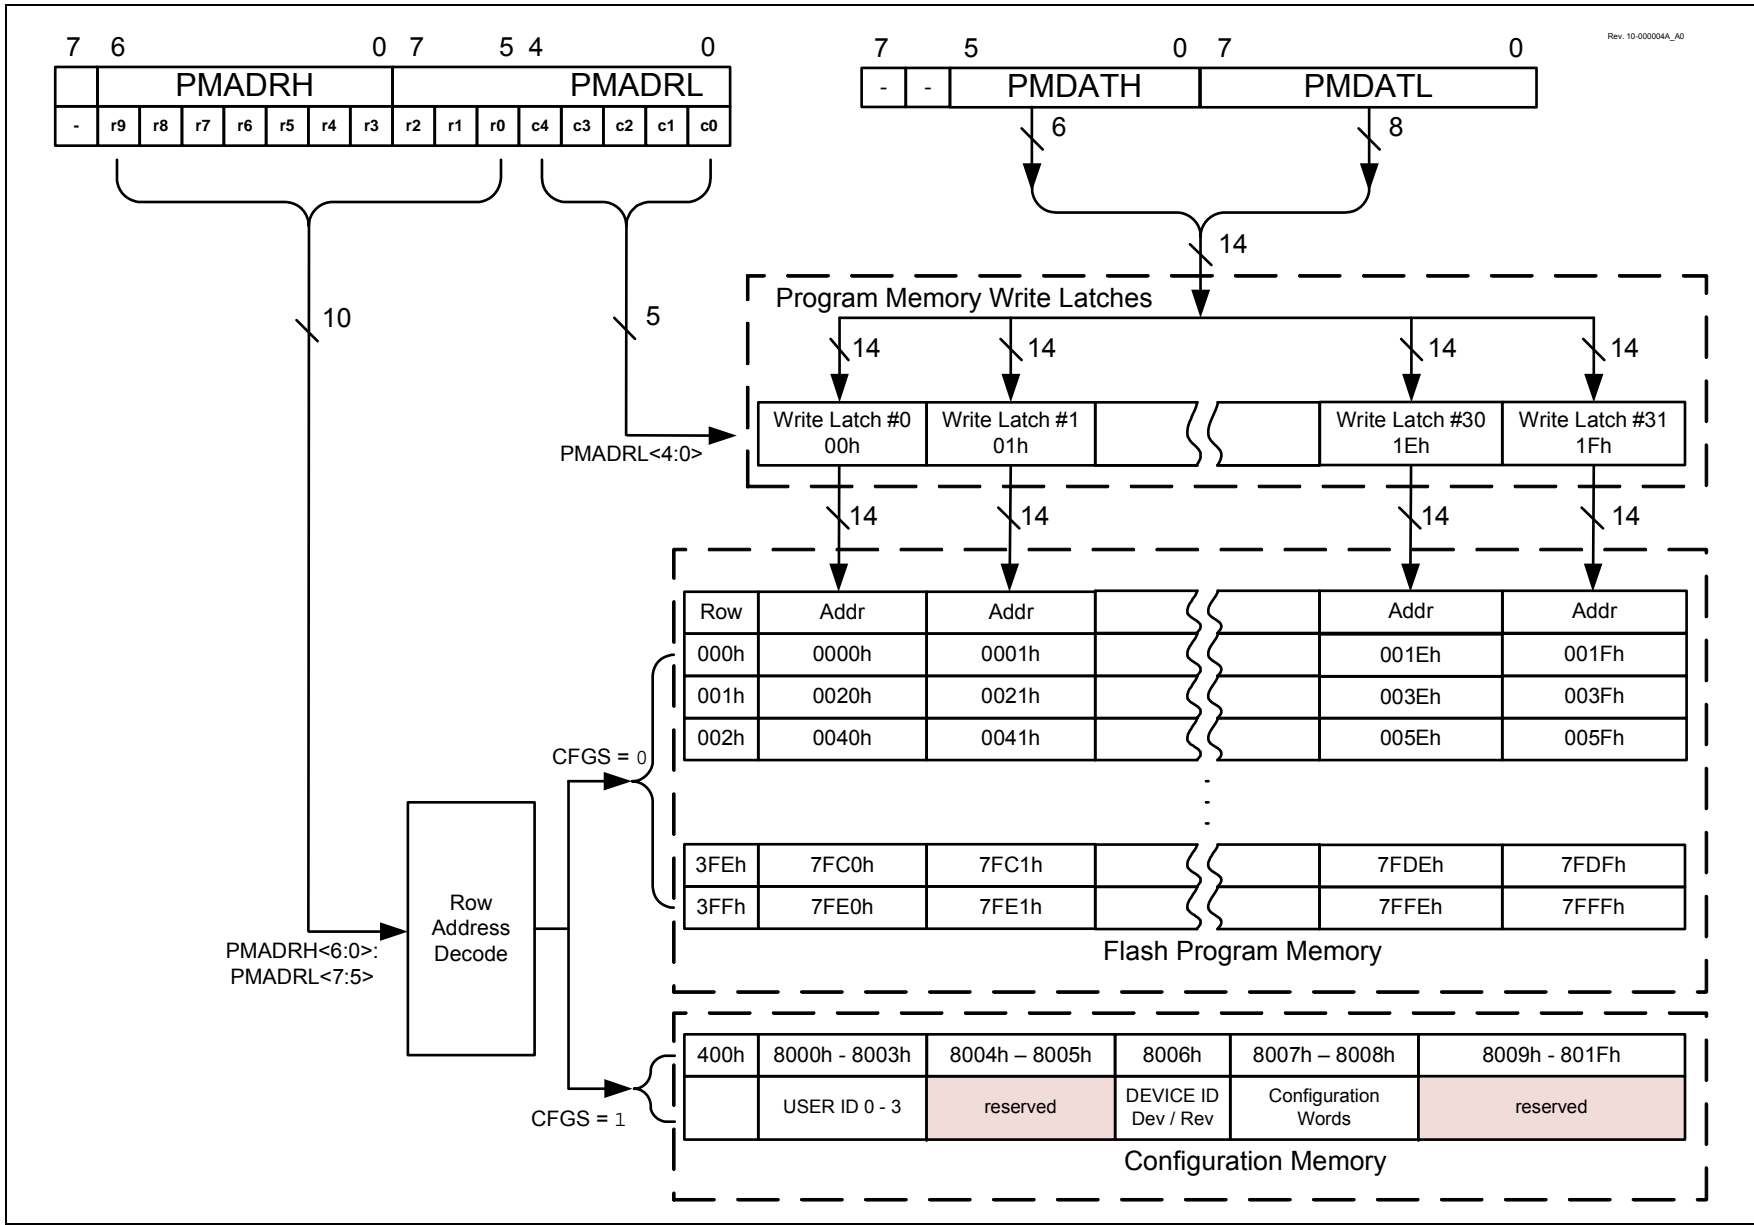 7 6 0 7 5 4 0
7 5 0 7 0
Rev. 10-000004A_A0
PMADRH PMADRL
- - PMDATH PMDATL
- r9 r8 r7 r6 r5 r4 r3 r2 r1 r0 c4 c3 c2 c1 c0
6 8
14
10 5
Program Memory Write Latches
14 14 14 14
PMADRL<4:0>
Write Latch #0 Write Latch #1 Write Latch #30 Write Latch #31
00h 01h 1Eh 1Fh
14 14 14 14
Row Addr Addr Addr Addr
000h 0000h 0001h 001Eh 001Fh
001h 0020h 0021h 003Eh 003Fh
002h 0040h 0041h 005Eh 005Fh
CFGS = 0
3FEh 7FC0h 7FC1h 7FDEh 7FDFh
3FFh 7FE0h 7FE1h 7FFEh 7FFFh
Flash Program Memory
Row
Address
Decode
PMADRH<6:0>:
PMADRL<7:5>
400h 8000h - 8003h 8004h – 8005h 8006h 8007h – 8008h 8009h - 801Fh
USER ID 0 - 3 reserved DEVICE ID Configuration reserved
Dev / Rev Words
CFGS = 1
Configuration Memory